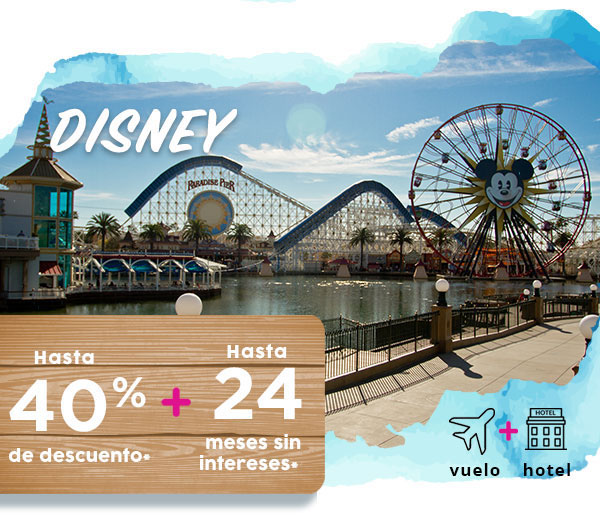 DISNEY
PARADISE PIER
Hasta
40%
de descuento•
+
Hasta
24
meses sin
intereses•
HOTEL
+
vuelo hotel